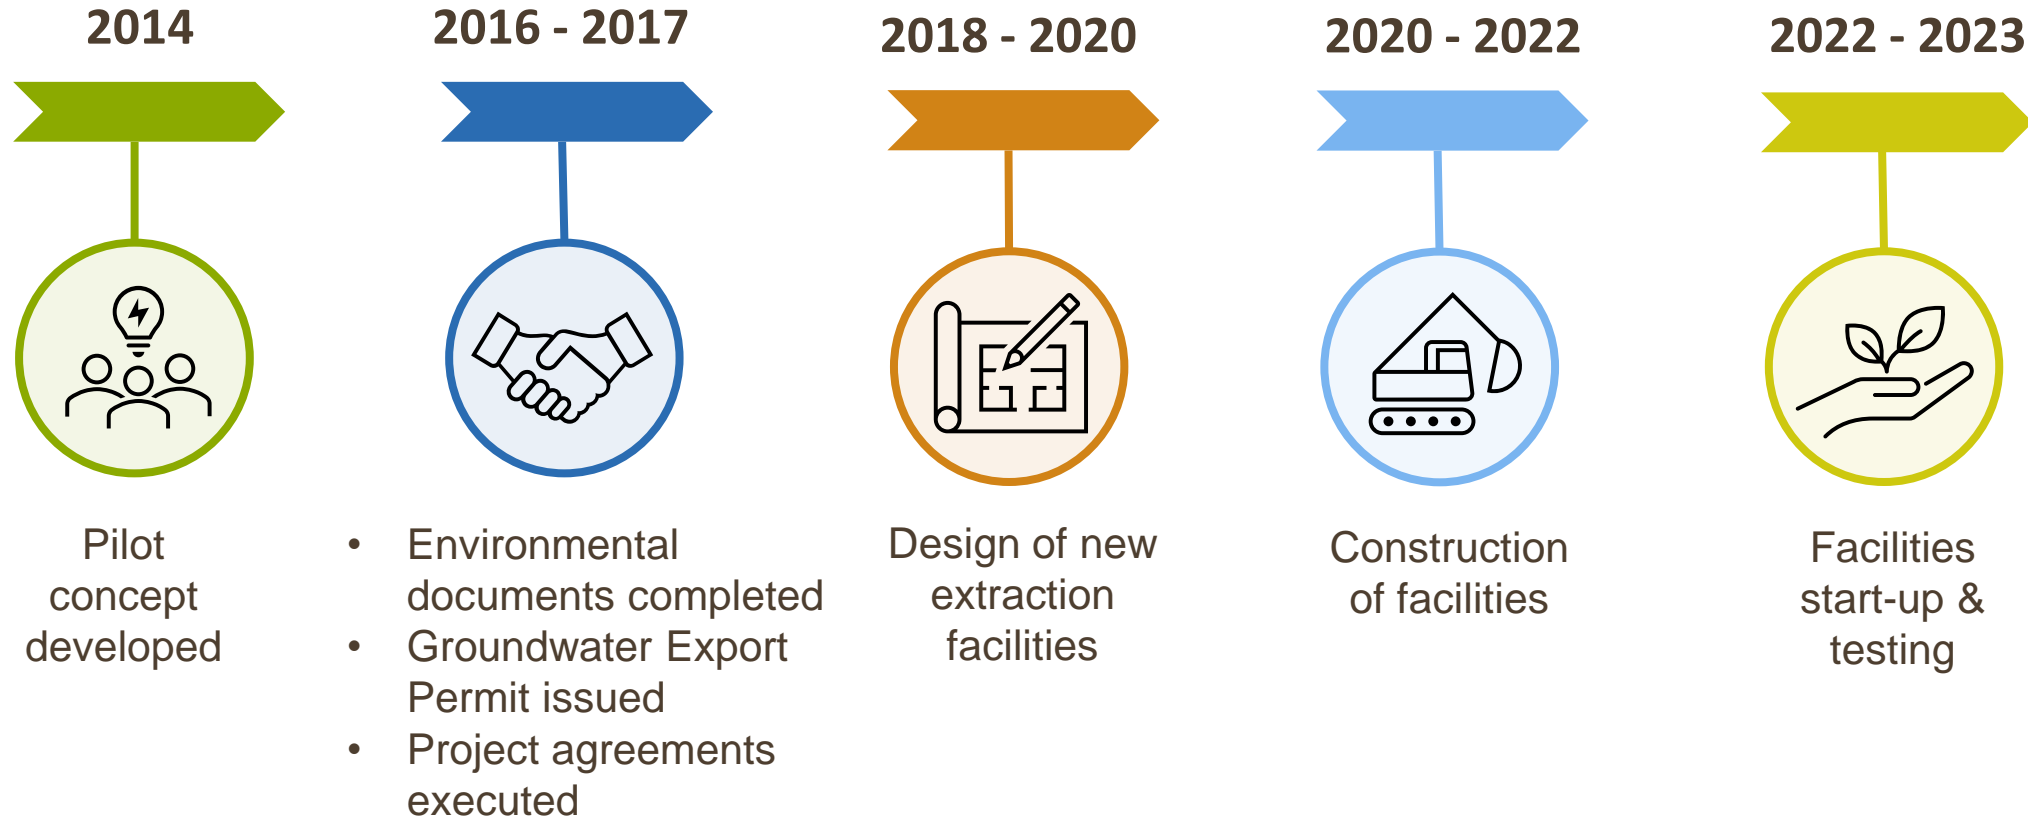 2014
Pilot
concept
developed
2016 - 2017
• Environmental
documents completed
• Groundwater Export
Permit issued
• Project agreements
executed
2018 - 2020
Design of new
extraction
facilities
2020 - 2022
Construction
of facilities
2022 - 2023
Facilities
start-up &
testing